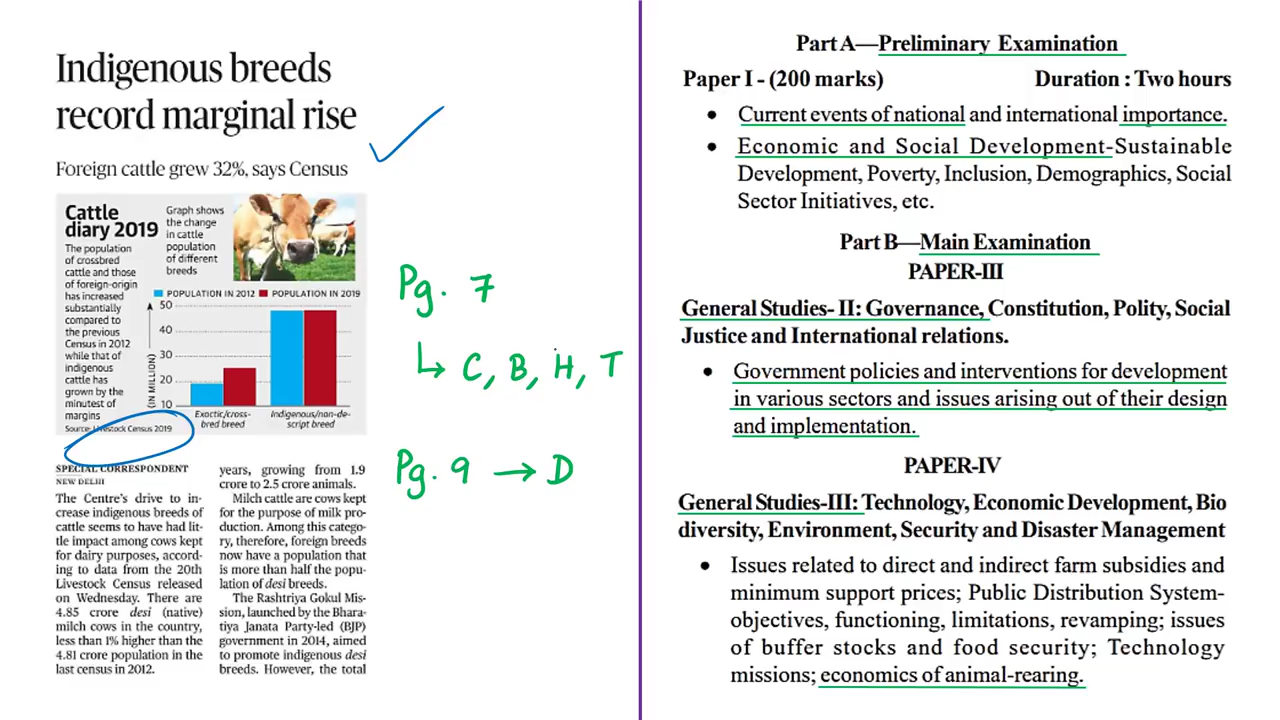 Indigenous breeds
record marginal rise
Foreign cattle grew 32%, says Census
Cattle
diary 2019
The population
of crossbred
cattle and those
of foreign-origin
has increased
substantially
compared to
the previous
Census in 2012
while that of
indigenous
cattle has
grown by the
minutest of
margins
Source: Livestock Census 2019
Graph shows
the change
in cattle
population
of different
breeds
POPULATION IN 2012 POPULATION IN 2019
50
40
30
20
10
(IN MILLION)
Exoctic/cross-
bred breed
Indigenous/non-de-
script breed
SPECIAL CORRESPONDENT
NEW DELHI
The Centre's drive to in-
crease indigenous breeds of
cattle seems to have had lit-
tle impact among cows kept
for dairy purposes, accord-
ing to data from the 20th
Livestock Census released
on Wednesday. There are
4.85 crore desi (native)
milch cows in the country,
less than 1% higher than the
4.81 crore population in the
last census in 2012.
years, growing from 1.9
crore to 2.5 crore animals.
Milch cattle are cows kept
for the purpose of milk pro-
duction. Among this catego-
ry, therefore, foreign breeds
now have a population that
is more than half the popu-
lation of desi breeds.
The Rashtriya Gokul Mis-
sion, launched by the Bhara-
tiya Janata Party-led (BJP)
government in 2014, aimed
to promote indigenous desi
breeds. However, the total
Pg. 7
↳ C, B, H, T
Pg. 9 → D
Part A—Preliminary Examination
Paper I - (200 marks) Duration : Two hours
• Current events of national and international importance.
• Economic and Social Development-Sustainable
Development, Poverty, Inclusion, Demographics, Social
Sector Initiatives, etc.
Part B—Main Examination
PAPER-III
General Studies- II: Governance, Constitution, Polity, Social
Justice and International relations.
• Government policies and interventions for development
in various sectors and issues arising out of their design
and implementation.
PAPER-IV
General Studies-III: Technology, Economic Development, Bio
diversity, Environment, Security and Disaster Management
• Issues related to direct and indirect farm subsidies and
minimum support prices; Public Distribution System-
objectives, functioning, limitations, revamping; issues
of buffer stocks and food security; Technology
missions; economics of animal-rearing.